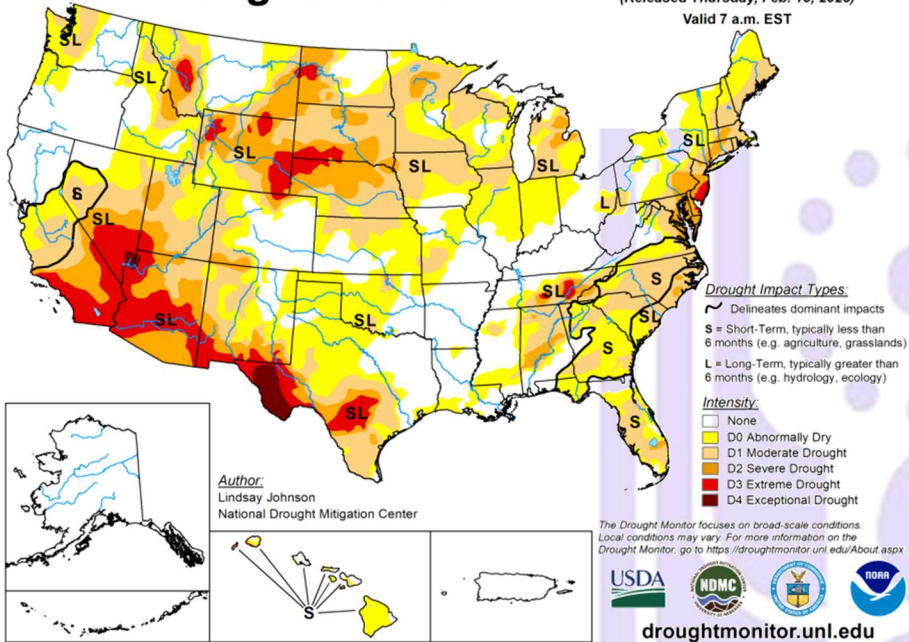 Valid 7 a.m. EST
SL
SL
SL
SL
SL
SL
L
S
SL
SL
SL
SL
SL
S
SL
S
S
SL
S
Drought Impact Types:
Delineates dominant impacts
S = Short-Term, typically less than
6 months (e.g. agriculture, grasslands)
L = Long-Term, typically greater than
6 months (e.g. hydrology, ecology)
Intensity:
None
D0 Abnormally Dry
D1 Moderate Drought
D2 Severe Drought
D3 Extreme Drought
D4 Exceptional Drought
Author:
Lindsay Johnson
National Drought Mitigation Center
The Drought Monitor focuses on broad-scale conditions.
Local conditions may vary. For more information on the
Drought Monitor, go to https://droughtmonitor.unl.edu/About.aspx
USDA
NDMC
NOAA
droughtmonitor.unl.edu